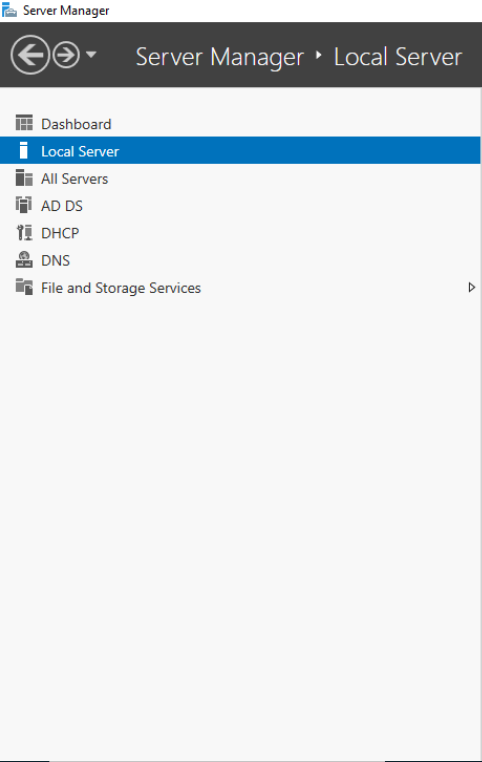 Server Manager
Server Manager ‣ Local Server
Dashboard
Local Server
All Servers
AD DS
DHCP
DNS
File and Storage Services